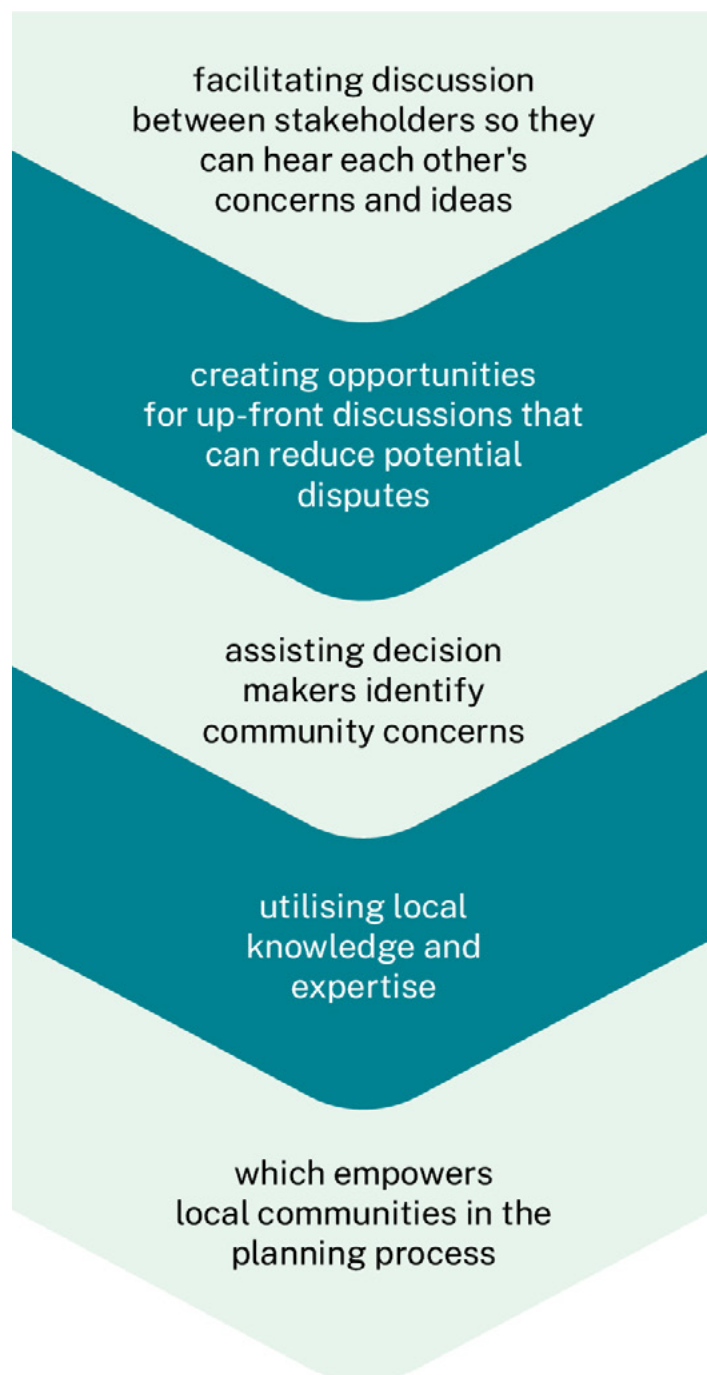 facilitating discussion
between stakeholders so they
can hear each other's
concerns and ideas
creating opportunities
for up-front discussions that
can reduce potential
disputes
assisting decision
makers identify
community concerns
utilising local
knowledge and
expertise
which empowers
local communities in the
planning process